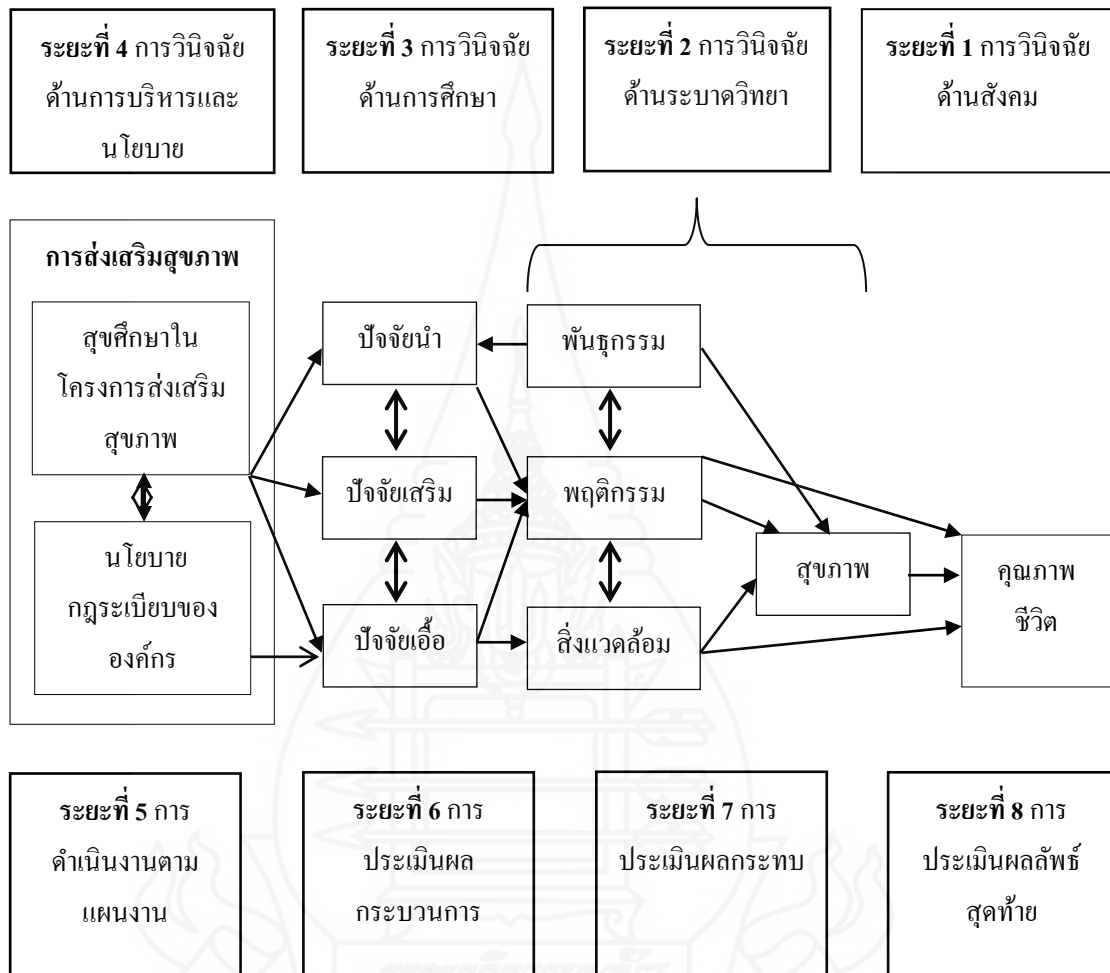 ระยะที่ 4 การวินิจฉัย
ด้านการบริหารและ
นโยบาย
ระยะที่ 3 การวินิจฉัย
ด้านการศึกษา
ระยะที่ 2 การวินิจฉัย
ด้านระบาดวิทยา
ระยะที่ 1 การวินิจฉัย
ด้านสังคม
การส่งเสริมสุขภาพ
สุขศึกษาใน
โครงการส่งเสริม
สุขภาพ
นโยบาย
กฎระเบียบของ
องค์กร
ปัจจัยนำ
ปัจจัยเสริม
ปัจจัยเอื้อ
พันธุกรรม
พฤติกรรม
สิ่งแวดล้อม
สุขภาพ
คุณภาพ
ชีวิต
ระยะที่ 5 การ
ดำเนินงานตาม
แผนงาน
ระยะที่ 6 การ
ประเมินผล
กระบวนการ
ระยะที่ 7 การ
ประเมินผลกระทบ
ระยะที่ 8 การ
ประเมินผลลัพธ์
สุดท้าย